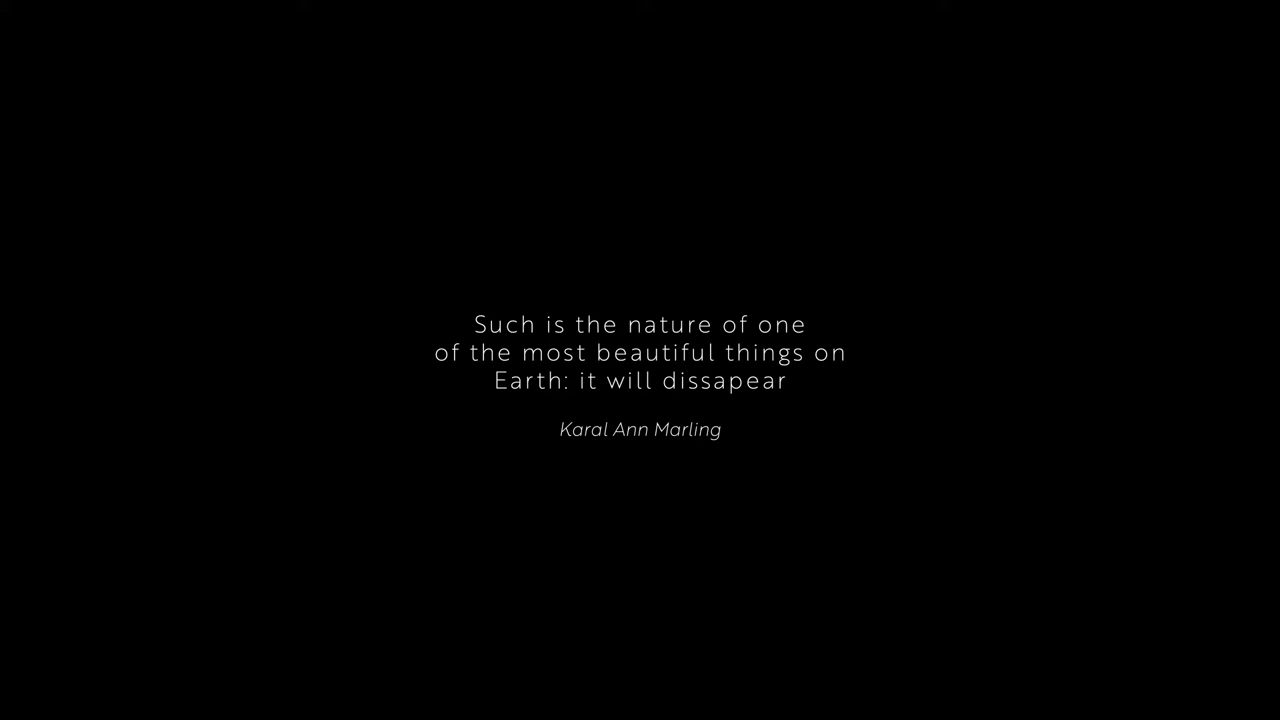 Such is the nature of one
of the most beautiful things on
Earth: it will dissapear
Karal Ann Marling